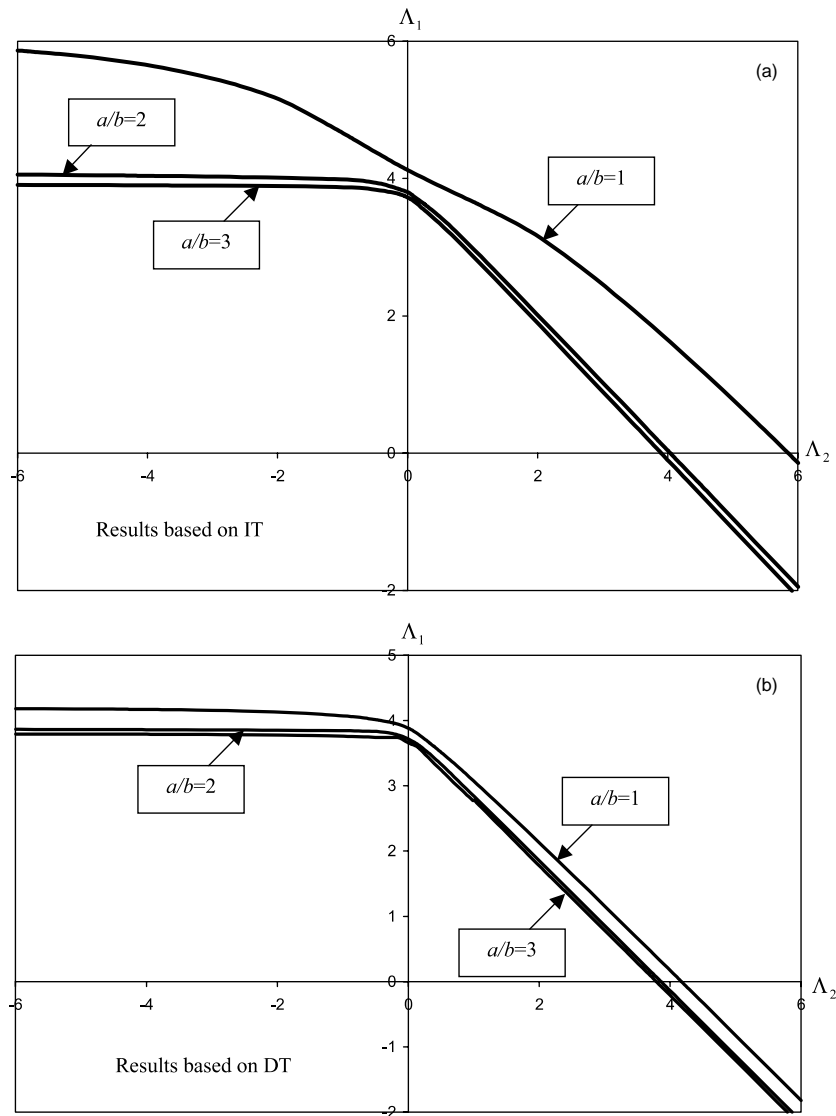 Λ1
6
(a)
a/b=2
a/b=1
4
a/b=3
2
0
Λ2
-6
-4
-2
0
2
4
6
Results based on IT
-2
Λ1
5
(b)
4
a/b=2
a/b=1
3
2
1
a/b=3
0
Λ2
-6
-4
-2
0
2
4
6
-1
Results based on DT
-2